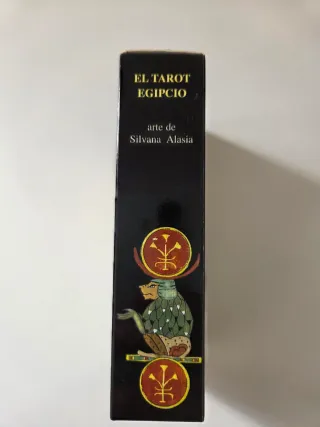 EL TAROT
EGIPCIO
arte de
Silvana Alasia